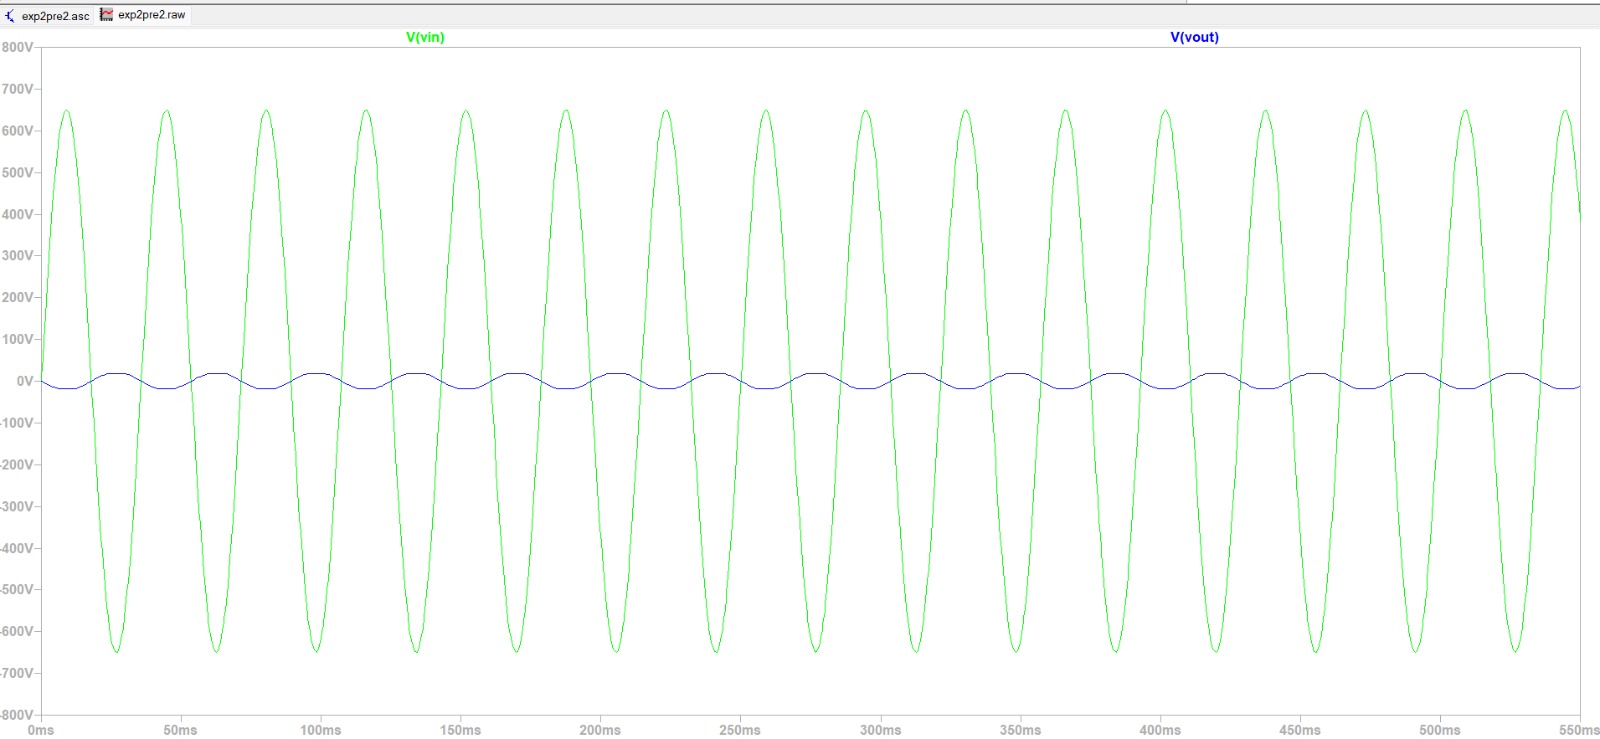 exp2pre2.asc exp2pre2.raw
V(vin) V(vout)
800V
700V
600V
500V
400V
300V
200V
100V
0V
-100V
-200V
-300V
-400V
-500V
-600V
-700V
-800V
0ms 50ms 100ms 150ms 200ms 250ms 300ms 350ms 400ms 450ms 500ms 550ms